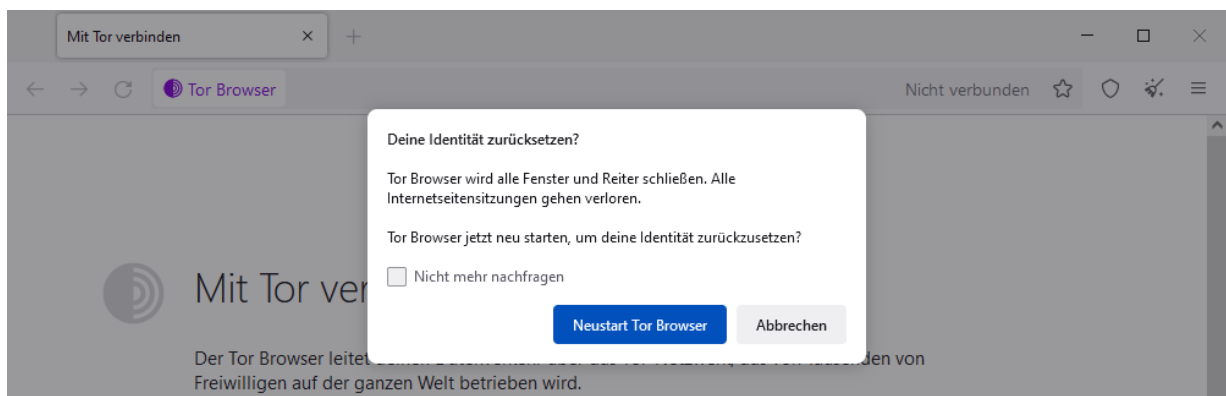 Mit Tor verbinden
Tor Browser
Nicht verbunden
Deine Identität zurücksetzen?
Tor Browser wird alle Fenster und Reiter schließen. Alle
Internetseitensitzungen gehen verloren.
Tor Browser jetzt neu starten, um deine Identität zurückzusetzen?
Nicht mehr nachfragen
Neustart Tor Browser
Abbrechen
Mit Tor ver
Der Tor Browser leitet den von
Freiwilligen auf der ganzen Welt betrieben wird.